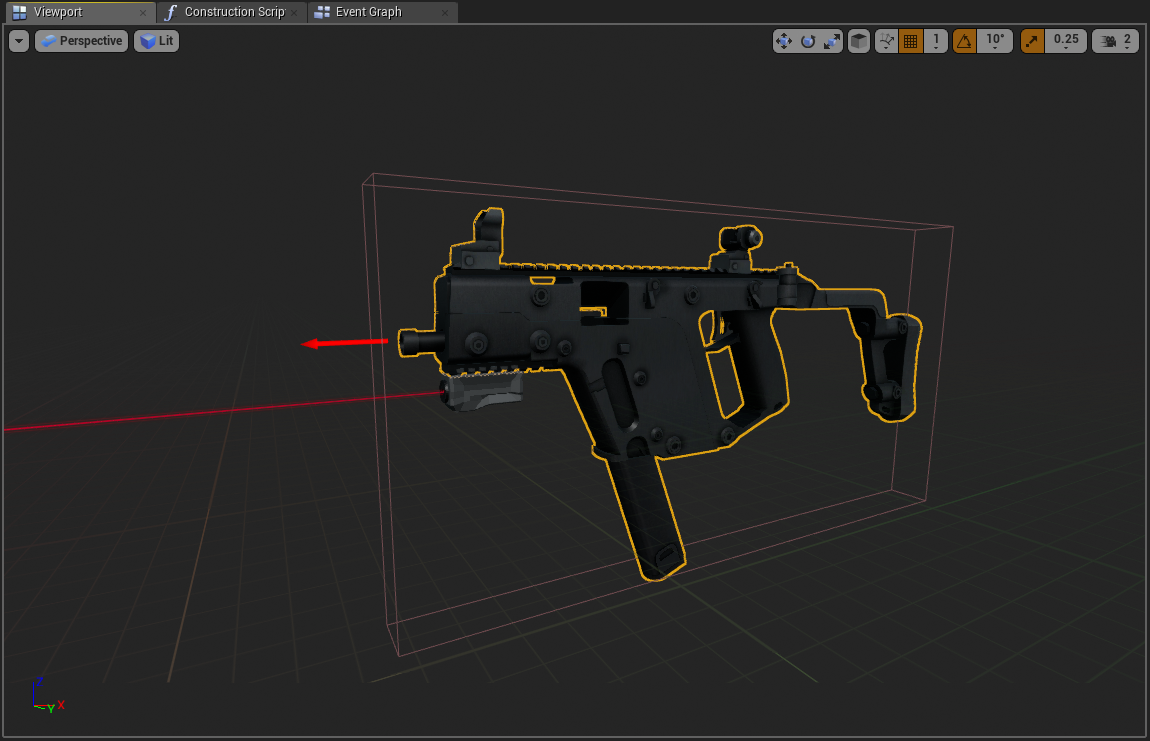 Viewport
Construction Scrip
Event Graph
Perspective
Lit
1
10°
0.25
2
Z
Y X